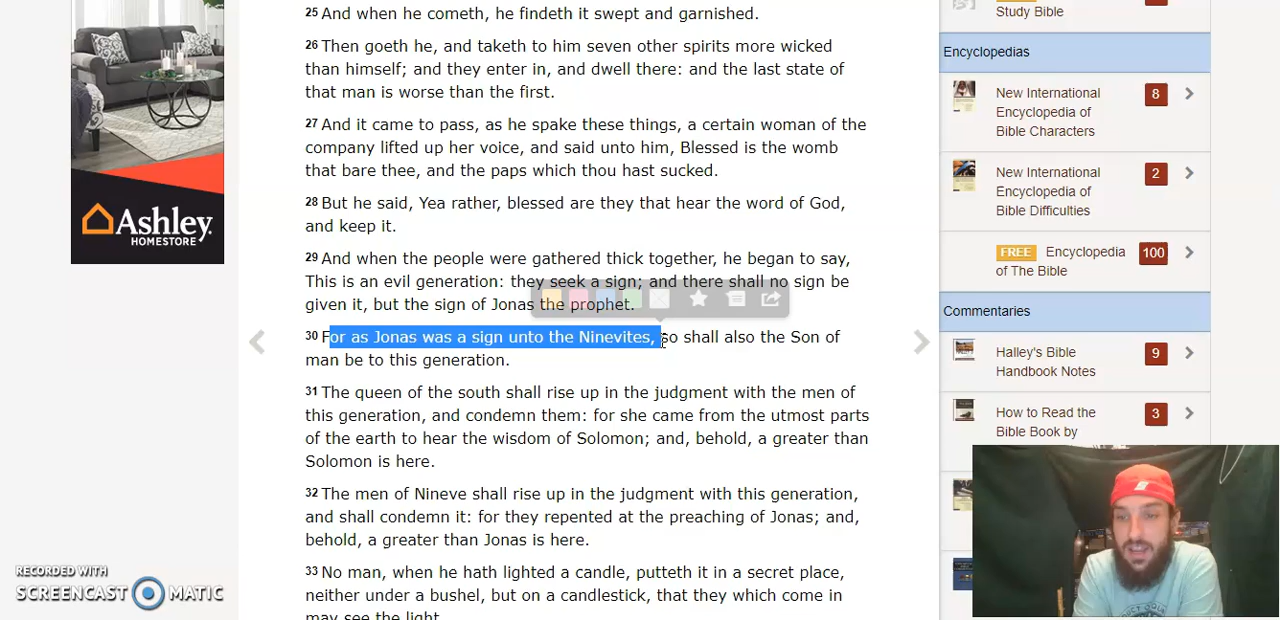 25 And when he cometh, he findeth it swept and garnished.
26 Then goeth he, and taketh to him seven other spirits more wicked
than himself; and they enter in, and dwell there: and the last state of
that man is worse than the first.
27 And it came to pass, as he spake these things, a certain woman of the
company lifted up her voice, and said unto him, Blessed is the womb
that bare thee, and the paps which thou hast sucked.
28 But he said, Yea rather, blessed are they that hear the word of God,
and keep it.
29 And when the people were gathered thick together, he began to say,
This is an evil generation: they seek a sign; and there shall no sign be
given it, but the sign of Jonas the prophet.
30 For as Jonas was a sign unto the Ninevites, so shall also the Son of
man be to this generation.
31 The queen of the south shall rise up in the judgment with the men of
this generation, and condemn them: for she came from the utmost parts
of the earth to hear the wisdom of Solomon; and, behold, a greater than
Solomon is here.
32 The men of Nineve shall rise up in the judgment with this generation,
and shall condemn it: for they repented at the preaching of Jonas; and,
behold, a greater than Jonas is here.
33 No man, when he hath lighted a candle, putteth it in a secret place,
neither under a bushel, but on a candlestick, that they which come in
may see the light.
Ashley
HOMESTORE
RECORDED WITH
SCREENCAST MATIC
Study Bible
Encyclopedias
New International
Encyclopedia of
Bible Characters
8
New International
Encyclopedia of
Bible Difficulties
2
FREE Encyclopedia
of The Bible
100
Commentaries
Halley's Bible
Handbook Notes
9
How to Read the
Bible Book by
3